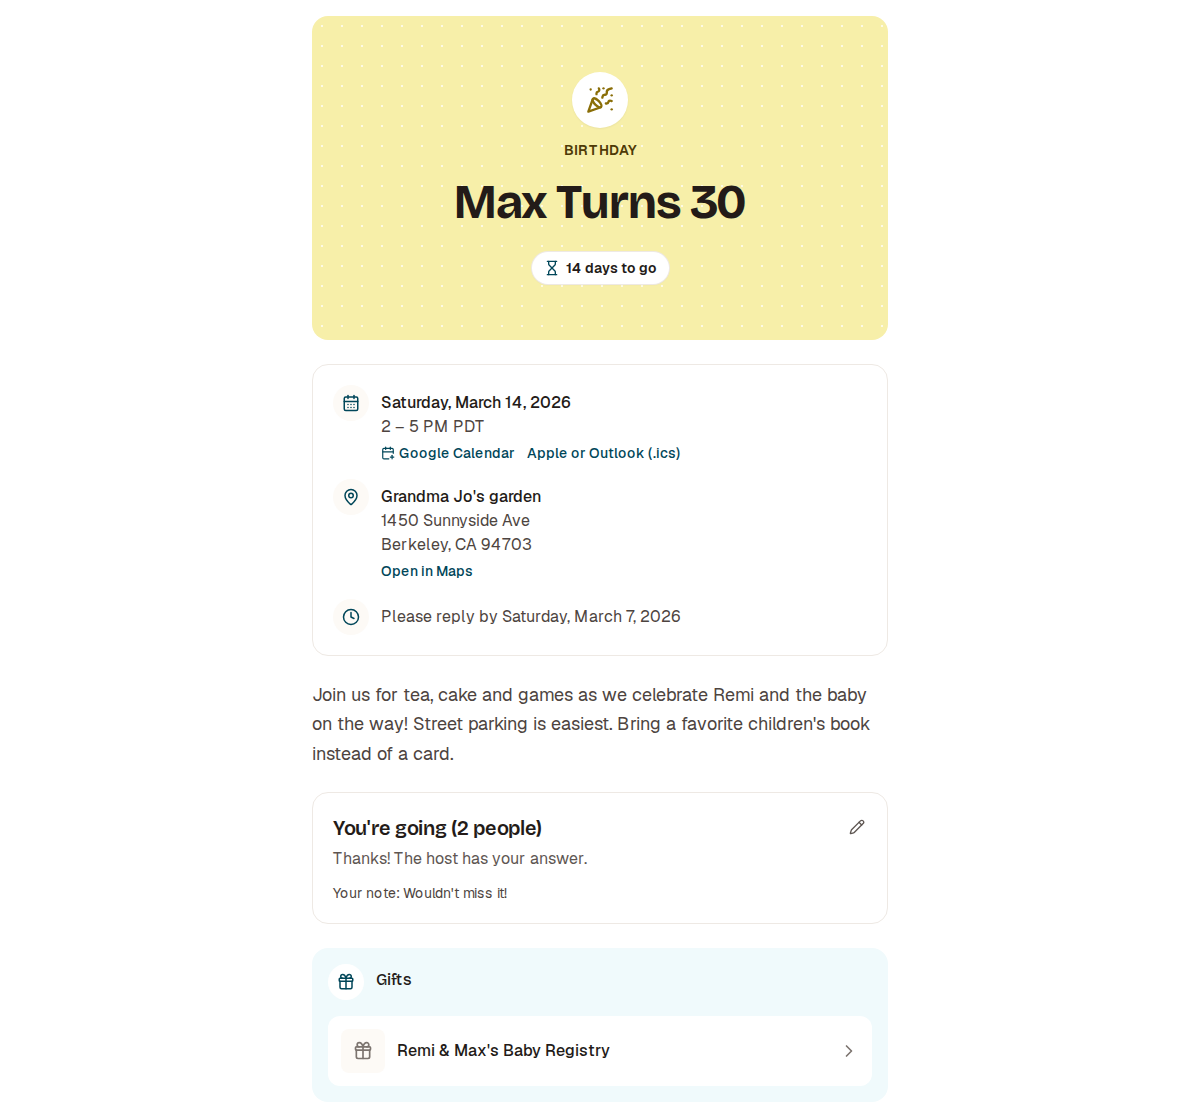 BIRTHDAY
Max Turns 30
14 days to go
Saturday, March 14, 2026
2 – 5 PM PDT
Google Calendar Apple or Outlook (.ics)
Grandma Jo's garden
1450 Sunnyside Ave
Berkeley, CA 94703
Open in Maps
Please reply by Saturday, March 7, 2026
Join us for tea, cake and games as we celebrate Remi and the baby
on the way! Street parking is easiest. Bring a favorite children's book
instead of a card.
You're going (2 people)
Thanks! The host has your answer.
Your note: Wouldn't miss it!
Gifts
Remi & Max's Baby Registry